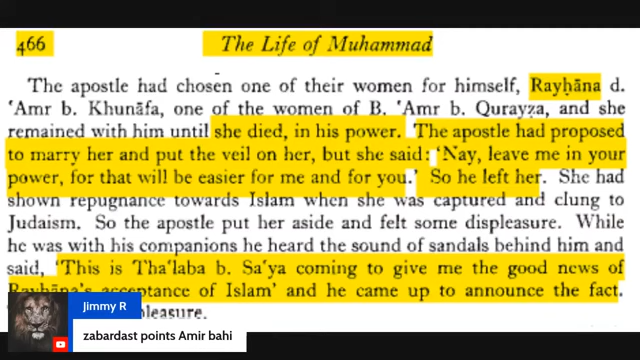 466 The Life of Muhammad
The apostle had chosen one of their women for himself, Rayḥāna d.
'Amr b. Khunāfa, one of the women of B. 'Amr b. Qurayẓa, and she
remained with him until she died, in his power. The apostle had proposed
to marry her and put the veil on her, but she said: 'Nay, leave me in your
power, for that will be easier for me and for you.' So he left her. She had
shown repugnance towards Islam when she was captured and clung to
Judaism. So the apostle put her aside and felt some displeasure. While
he was with his companions he heard the sound of sandals behind him and
said, 'This is Tha'laba b. Sa'ya coming to give me the good news of
Rayḥāna's acceptance of Islam' and he came up to announce the fact.
pleasure.
Jimmy R
zabardast points Amir bahi